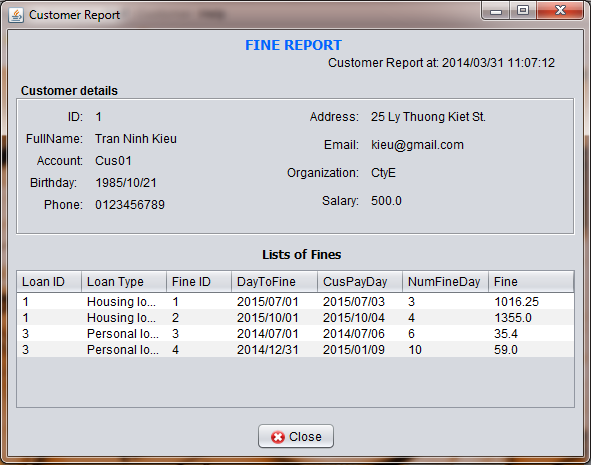 Customer Report
FINE REPORT
Customer Report at: 2014/03/31 11:07:12
Customer details
ID: 1 Address: 25 Ly Thuong Kiet St.
FullName: Tran Ninh Kieu Email: kieu@gmail.com
Account: Cus01 Organization: CtyE
Birthday: 1985/10/21 Salary: 500.0
Phone: 0123456789
Lists of Fines
Loan ID Loan Type Fine ID DayToFine CusPayDay NumFineDay Fine
1 Housing lo... 1 2015/07/01 2015/07/03 3 1016.25
1 Housing lo... 2 2015/10/01 2015/10/04 4 1355.0
3 Personal lo... 3 2014/07/01 2014/07/06 6 35.4
3 Personal lo... 4 2014/12/31 2015/01/09 10 59.0
Close